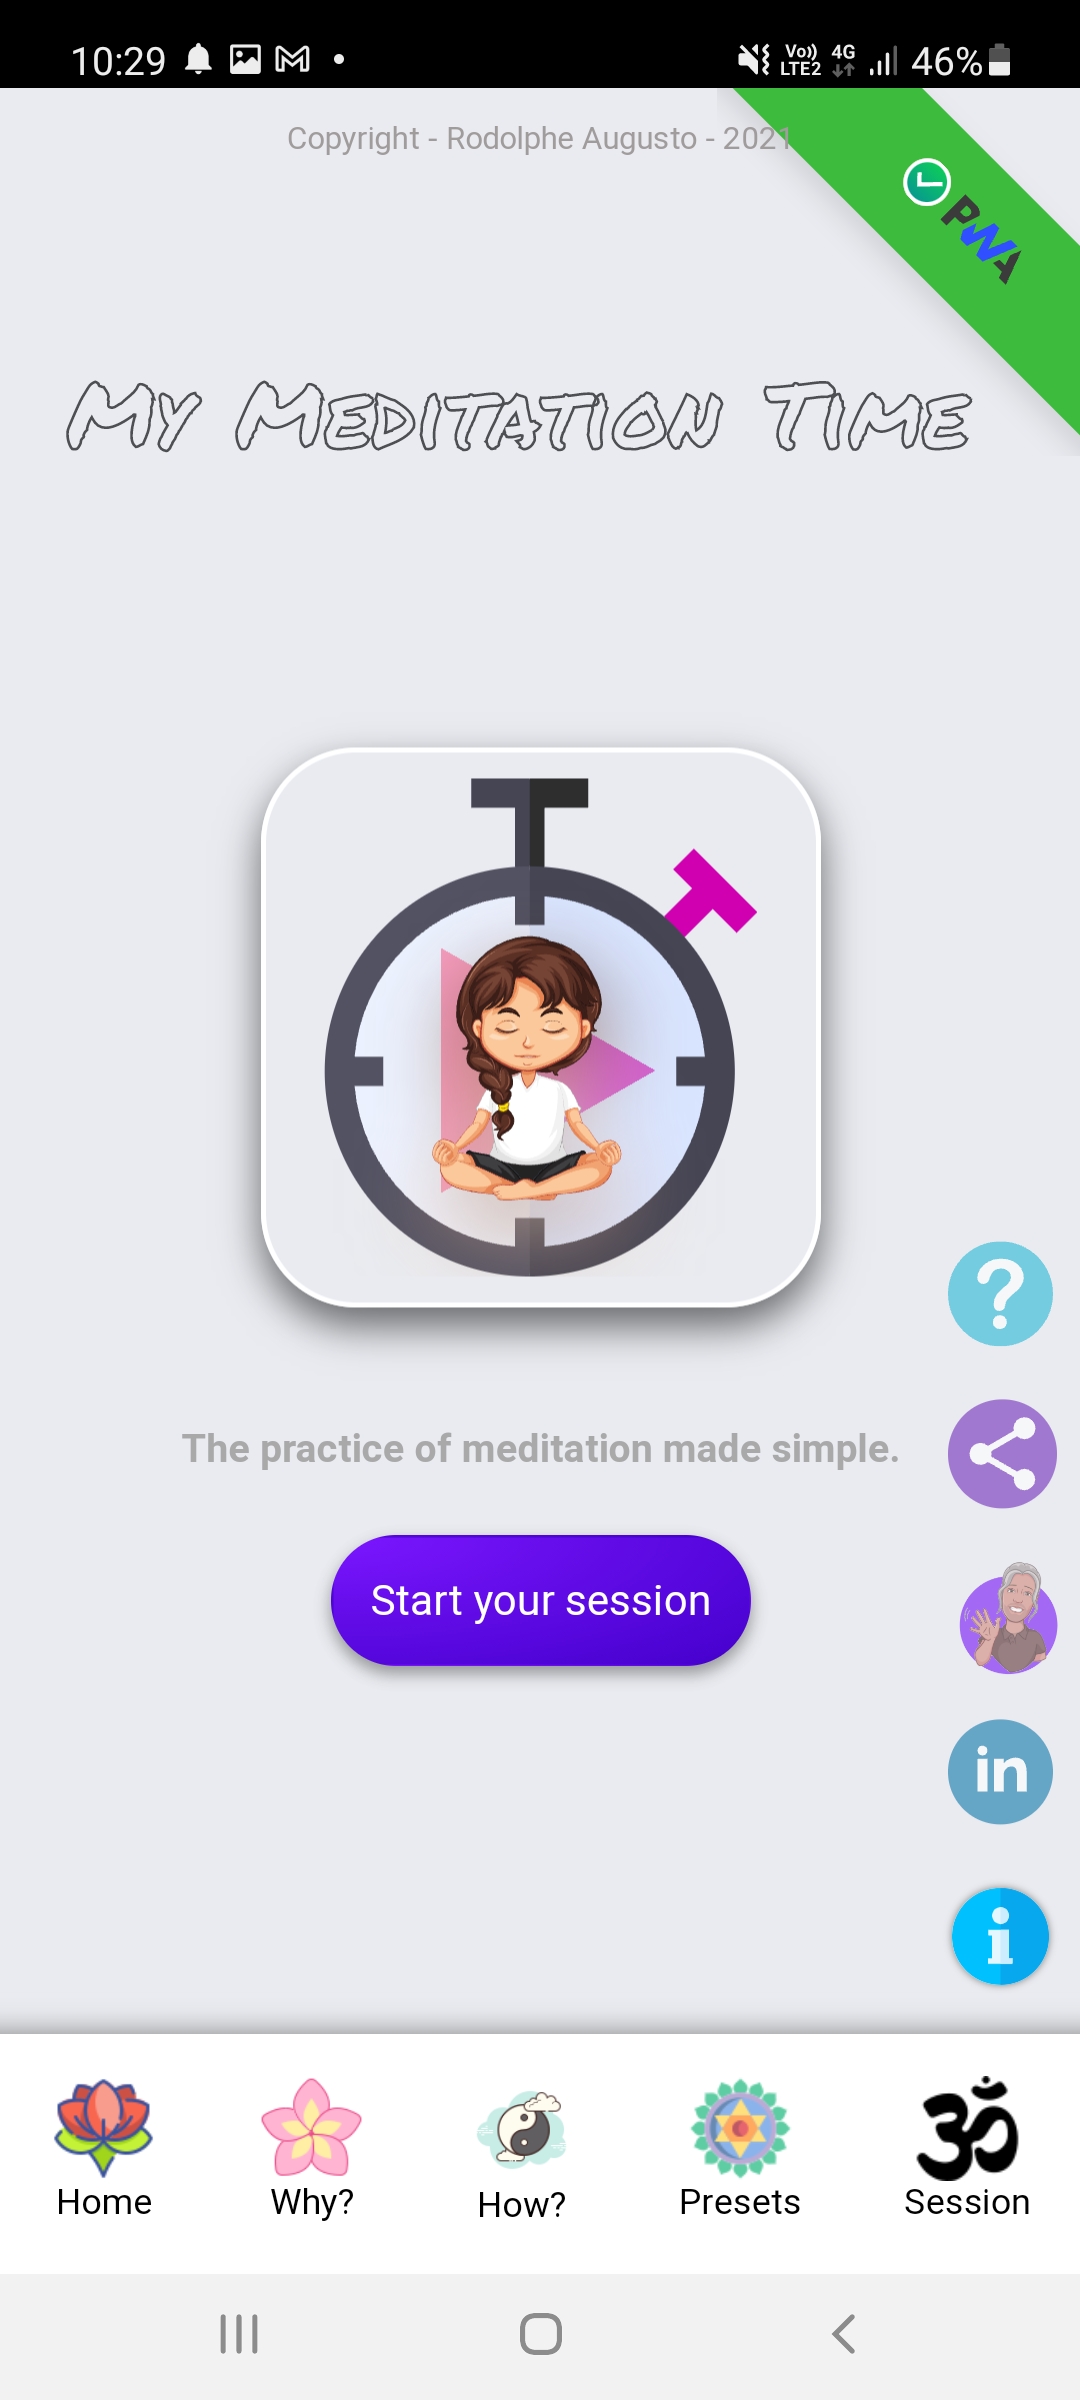 10:29
Vo)) LTE2 4G 46%
Copyright - Rodolphe Augusto - 2021
PWA
My Meditation Time
?
The practice of meditation made simple.
Start your session
in
i
Home Why? How? Presets Session
ॐ